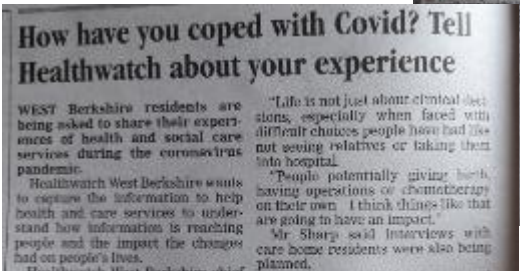 How have you coped with Covid? Tell
Healthwatch about your experience
WEST Berkshire residents are
being asked to share their experi-
ences of health and social care
services during the coronavirus
pandemic.
Healthwatch West Berkshire wants
to capture the information to help
health and care services to under-
stand how information is reaching
people and the impact the changes
had on people's lives.
Healthwatch West Berkshire chief
"Life is not just about clinical deci-
sions, especially when faced with
difficult choices people have had like
not seeing relatives or taking them
into hospital.
"People potentially giving birth,
having operations or chemotherapy
on their own I think things like that
are going to have an impact."
Mr Sharp said interviews with
care home residents were also being
planned.